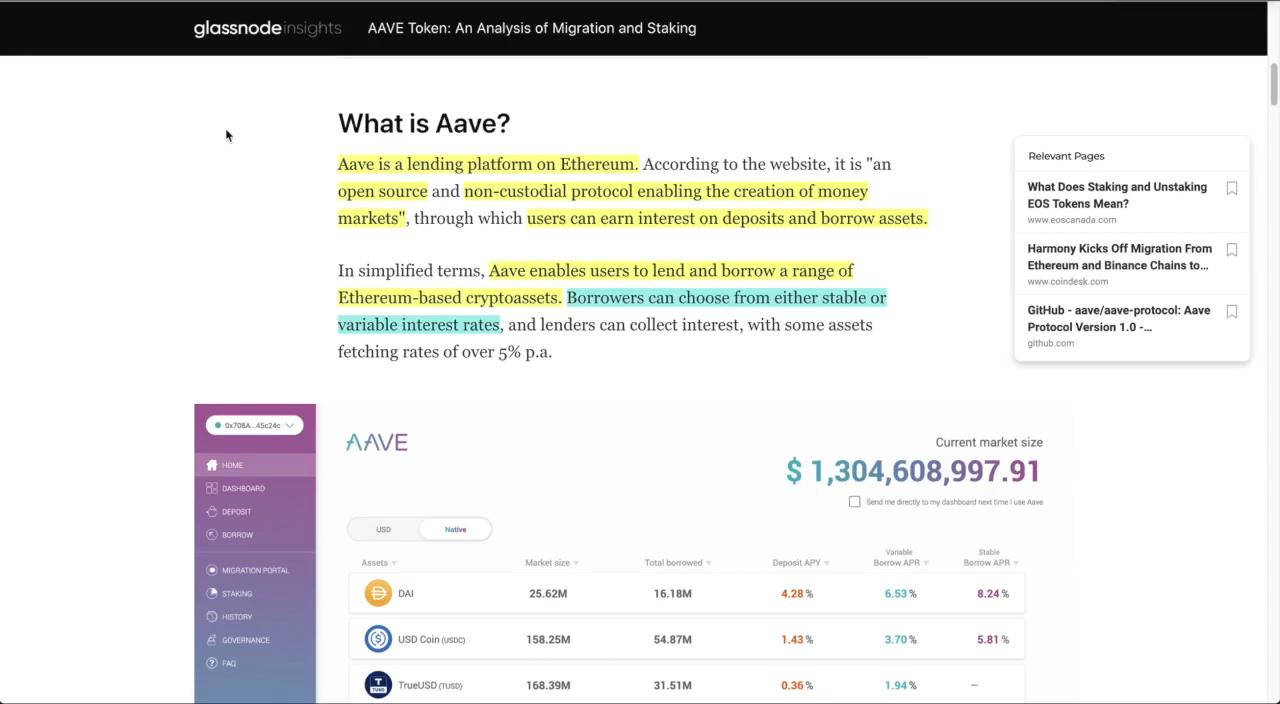 glassnode insights AAVE Token: An Analysis of Migration and Staking
What is Aave?
Aave is a lending platform on Ethereum. According to the website, it is "an
open source and non-custodial protocol enabling the creation of money
markets", through which users can earn interest on deposits and borrow assets.
In simplified terms, Aave enables users to lend and borrow a range of
Ethereum-based cryptoassets. Borrowers can choose from either stable or
variable interest rates, and lenders can collect interest, with some assets
fetching rates of over 5% p.a.
Relevant Pages
What Does Staking and Unstaking
EOS Tokens Mean?
www.eoscanada.com
Harmony Kicks Off Migration From
Ethereum and Binance Chains to...
www.coindesk.com
GitHub - aave/aave-protocol: Aave
Protocol Version 1.0 -...
github.com
0x708A...45c24c
HOME
DASHBOARD
DEPOSIT
BORROW
MIGRATION PORTAL
STAKING
HISTORY
GOVERNANCE
FAQ
AAVE
Current market size
$ 1,304,608,997.91
Send me directly to my dashboard next time I use Aave
USD Native
Assets Market size Total borrowed Deposit APY Variable Borrow APR Stable Borrow APR
DAI 25.62M 16.18M 4.28 % 6.53 % 8.24 %
USD Coin (USDC) 158.25M 54.87M 1.43 % 3.70 % 5.81 %
TrueUSD (TUSD) 168.39M 31.51M 0.36 % 1.94 % —